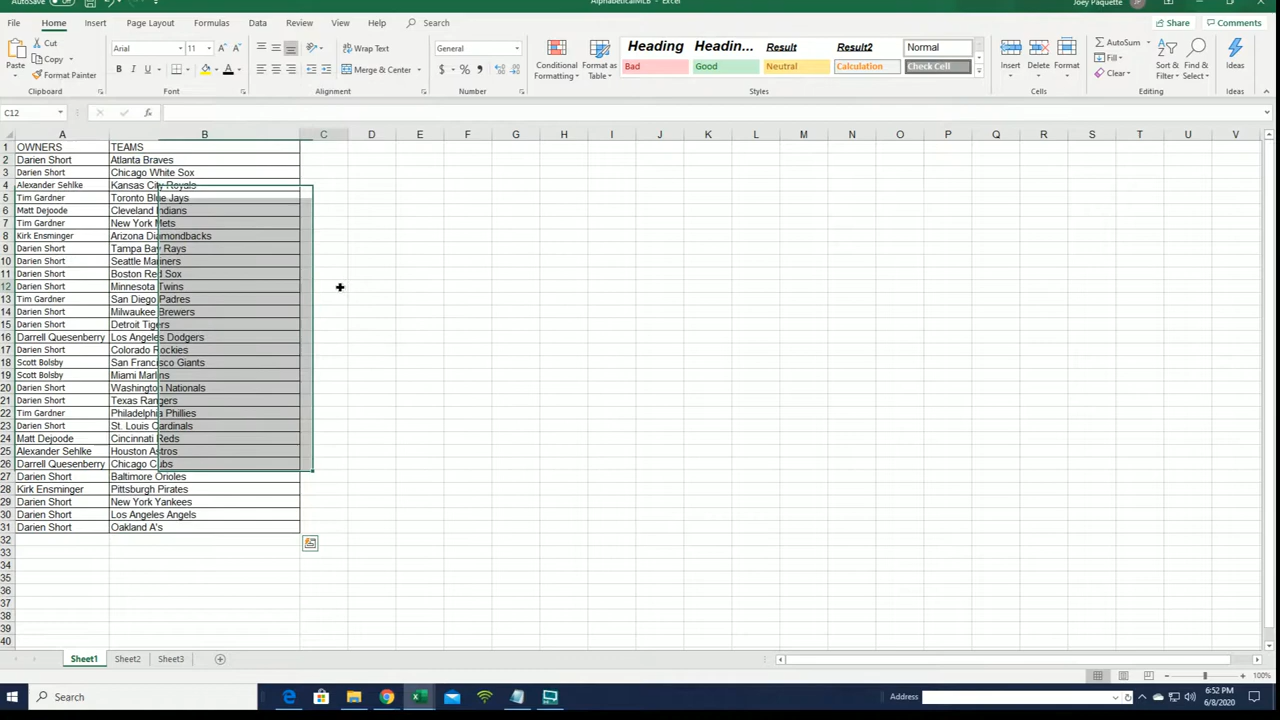 AutoSave Off AlphabeticalMLB - Excel Joey Paquette JP
File Home Insert Page Layout Formulas Data Review View Help Search Share Comments
Cut Arial 11 Wrap Text General Heading Headin... Result Result2 Normal AutoSum
Paste Copy Format Painter Merge & Center Conditional Formatting Format as Table Bad Good Neutral Calculation Check Cell Insert Delete Format Fill Clear Sort & Filter Find & Select Ideas
Clipboard Font Alignment Number Styles Cells Editing Ideas
C12 fx
A B C D E F G H I J K L M N O P Q R S T U V
1 OWNERS TEAMS
2 Darien Short Atlanta Braves
3 Darien Short Chicago White Sox
4 Alexander Sehlke Kansas City Royals
5 Tim Gardner Toronto Blue Jays
6 Matt Dejoode Cleveland Indians
7 Tim Gardner New York Mets
8 Kirk Ensminger Arizona Diamondbacks
9 Darien Short Tampa Bay Rays
10 Darien Short Seattle Mariners
11 Darien Short Boston Red Sox
12 Darien Short Minnesota Twins
13 Tim Gardner San Diego Padres
14 Darien Short Milwaukee Brewers
15 Darien Short Detroit Tigers
16 Darrell Quesenberry Los Angeles Dodgers
17 Darien Short Colorado Rockies
18 Scott Bolsby San Francisco Giants
19 Scott Bolsby Miami Marlins
20 Darien Short Washington Nationals
21 Darien Short Texas Rangers
22 Tim Gardner Philadelphia Phillies
23 Darien Short St. Louis Cardinals
24 Matt Dejoode Cincinnati Reds
25 Alexander Sehlke Houston Astros
26 Darrell Quesenberry Chicago Cubs
27 Darien Short Baltimore Orioles
28 Kirk Ensminger Pittsburgh Pirates
29 Darien Short New York Yankees
30 Darien Short Los Angeles Angels
31 Darien Short Oakland A's
32
33
34
35
36
37
38
39
40
Sheet1 Sheet2 Sheet3
100%
Search Address 6:52 PM
6/8/2020